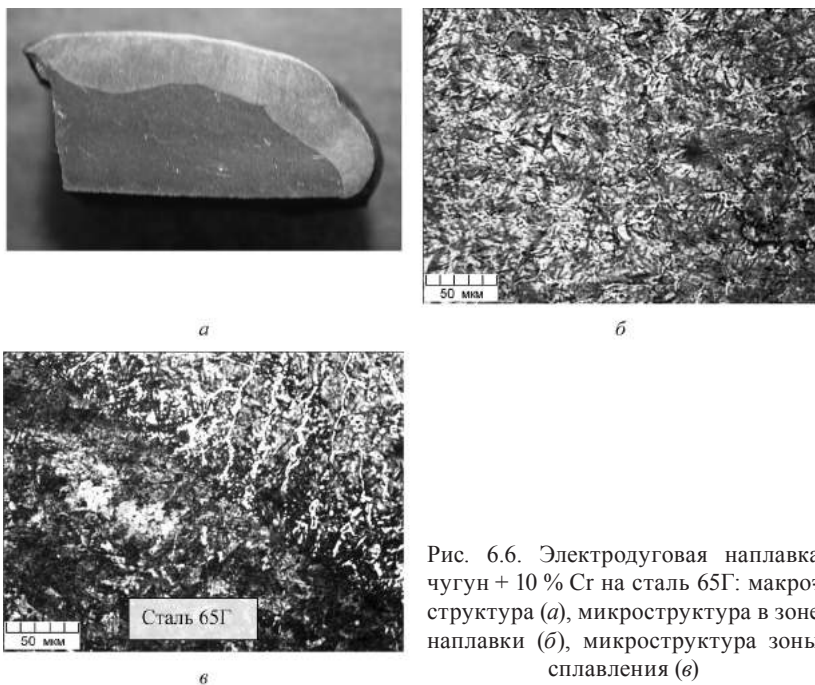 50 мкм
а
б
Сталь 65Г
50 мкм
в
Рис. 6.6. Электродуговая наплавка
чугун + 10 % Cr на сталь 65Г: макро-
структура (а), микроструктура в зоне
наплавки (б), микроструктура зоны
сплавления (в)